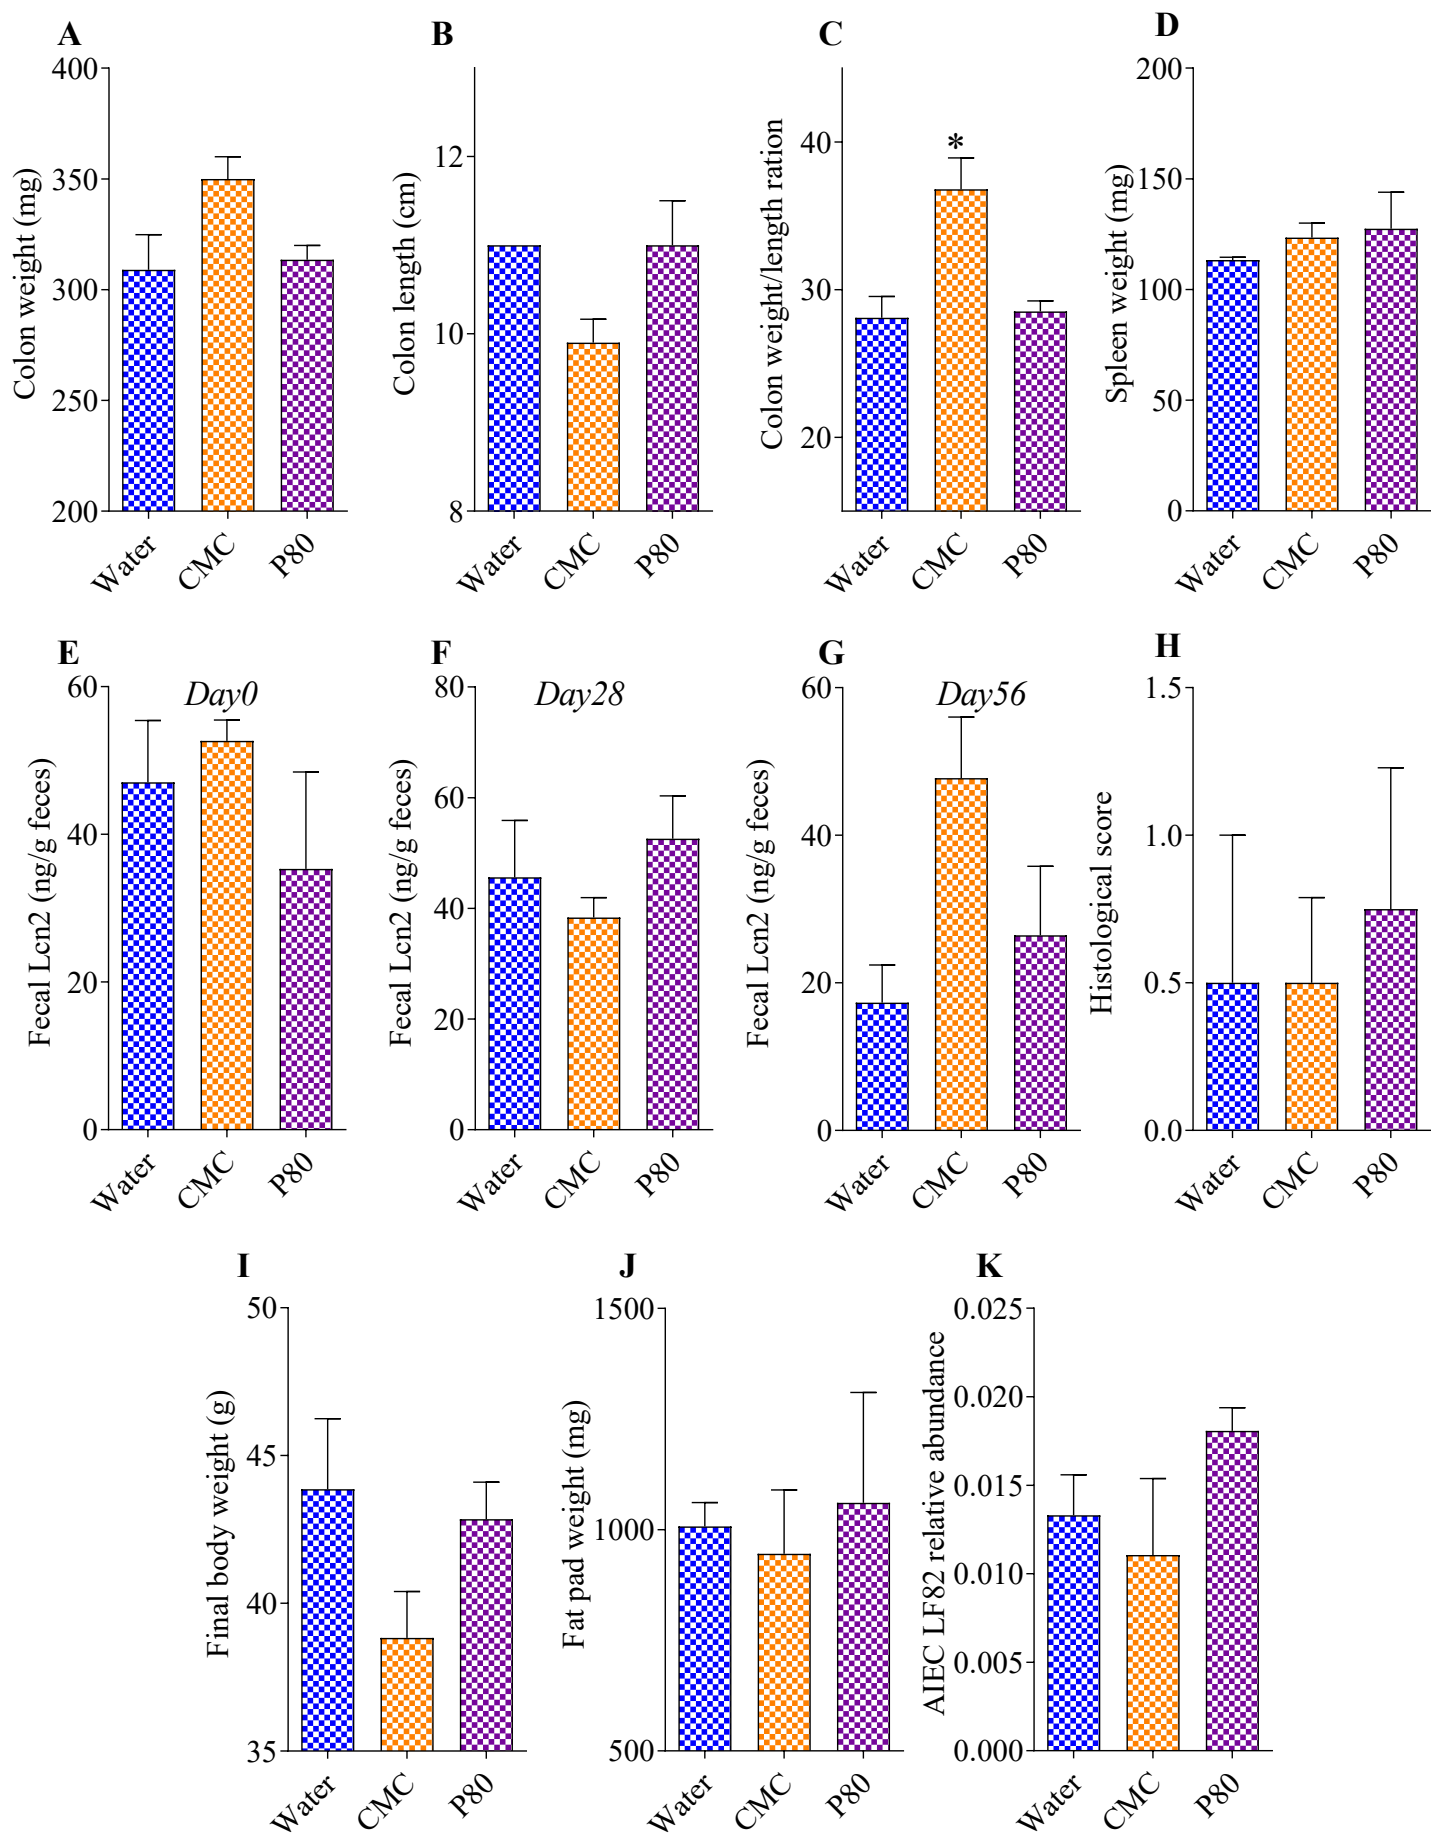 A
Colon weight (mg)
400
350
300
250
200
Water
CMC
P80
B
Colon length (cm)
12
10
8
Water
CMC
P80
C
Colon weight/length ration
40
30
20
*
Water
CMC
P80
D
Spleen weight (mg)
200
150
100
50
0
Water
CMC
P80
E
Day0
Fecal Lcn2 (ng/g feces)
60
40
20
0
Water
CMC
P80
F
Day28
Fecal Lcn2 (ng/g feces)
80
60
40
20
0
Water
CMC
P80
G
Day56
Fecal Lcn2 (ng/g feces)
60
40
20
0
Water
CMC
P80
H
Histological score
1.5
1.0
0.5
0.0
Water
CMC
P80
I
Final body weight (g)
50
45
40
35
Water
CMC
P80
J
Fat pad weight (mg)
1500
1000
500
Water
CMC
P80
K
AIEC LF82 relative abundance
0.025
0.020
0.015
0.010
0.005
0.000
Water
CMC
P80